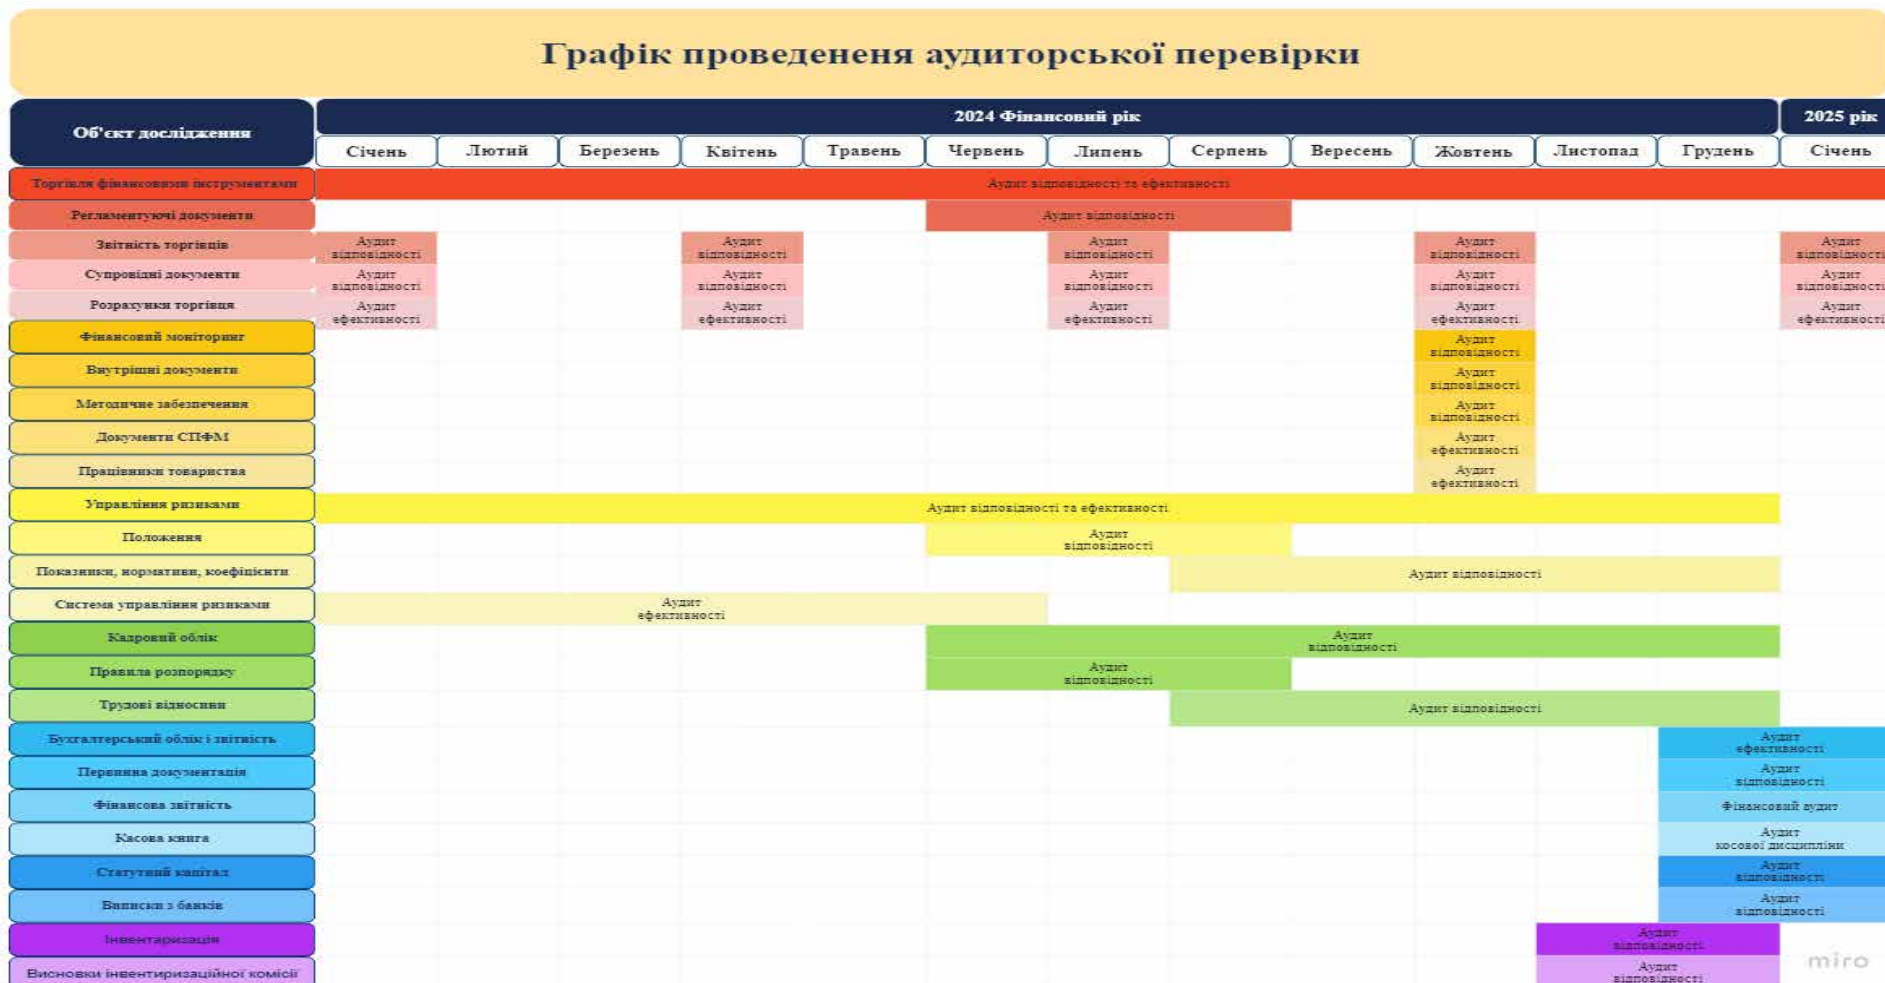 Графік проведененя аудиторської перевірки
Об'єкт дослідження
2024 Фінансовий рік
2025 рік
Січень
Лютий
Березень
Квітень
Травень
Червень
Липень
Серпень
Вересень
Жовтень
Листопад
Грудень
Січень
Торгівля фінансовими інструментами
Аудит відповідності та ефективності
Регламентуючі документи
Аудит відповідності
Звітність торгівців
Аудит
відповідності
Аудит
відповідності
Аудит
відповідності
Аудит
відповідності
Аудит
відповідності
Супровідні документи
Аудит
відповідності
Аудит
відповідності
Аудит
відповідності
Аудит
відповідності
Аудит
відповідності
Розрахунки торгівця
Аудит
ефективності
Аудит
ефективності
Аудит
ефективності
Аудит
ефективності
Аудит
ефективності
Фінансовий моніторинг
Аудит
відповідності
Внутрішні документи
Аудит
відповідності
Методичне забезпечення
Аудит
відповідності
Документи СПФМ
Аудит
ефективності
Працівники товариства
Аудит
ефективності
Управління ризиками
Аудит відповідності та ефективності
Положення
Аудит
відповідності
Показники, нормативи, коефіцієнти
Аудит відповідності
Система управління ризиками
Аудит
ефективності
Кадровий облік
Аудит
відповідності
Правила розпорядку
Аудит
відповідності
Трудові відносини
Аудит відповідності
Бухгалтерський облік і звітність
Аудит
ефективності
Первинна документація
Аудит
відповідності
Фінансова звітність
Фінансовий аудит
Касова книга
Аудит
косової дисципліни
Статутний капітал
Аудит
відповідності
Виписки з банків
Аудит
відповідності
Інвентаризація
Аудит
відповідності
Висновки інвентиризаційної комісії
Аудит
відповідності
miro